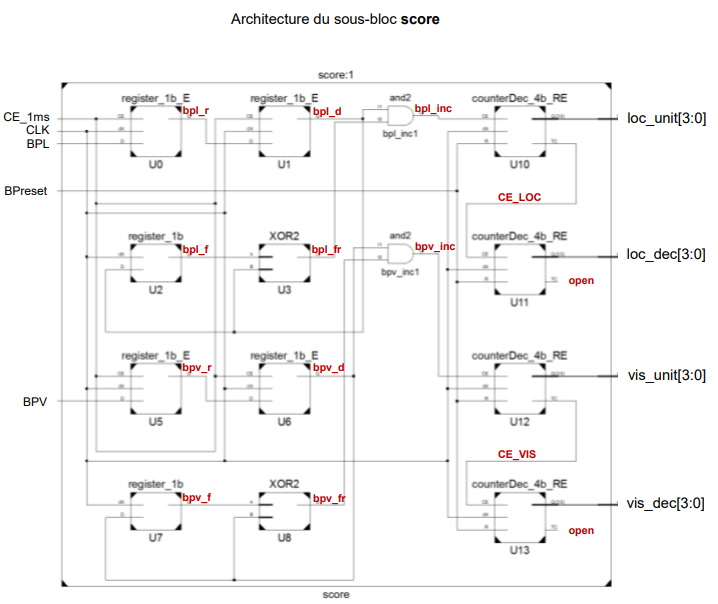 Architecture du sous-bloc score
score:1
register_1b_E
register_1b_E
and2
counterDec_4b_RE
CE_1ms
CLK
BPL
bpl_r
bpl_d
bpl_inc
loc_unit[3:0]
bpl_inc1
U0
U1
U10
BPreset
CE_LOC
register_1b
XOR2
and2
counterDec_4b_RE
bpl_f
bpl_fr
bpv_inc
loc_dec[3:0]
bpv_inc1
open
U2
U3
U11
register_1b_E
register_1b_E
counterDec_4b_RE
bpv_r
bpv_d
vis_unit[3:0]
BPV
U5
U6
U12
CE_VIS
register_1b
XOR2
counterDec_4b_RE
bpv_f
bpv_fr
vis_dec[3:0]
open
U7
U8
U13
score